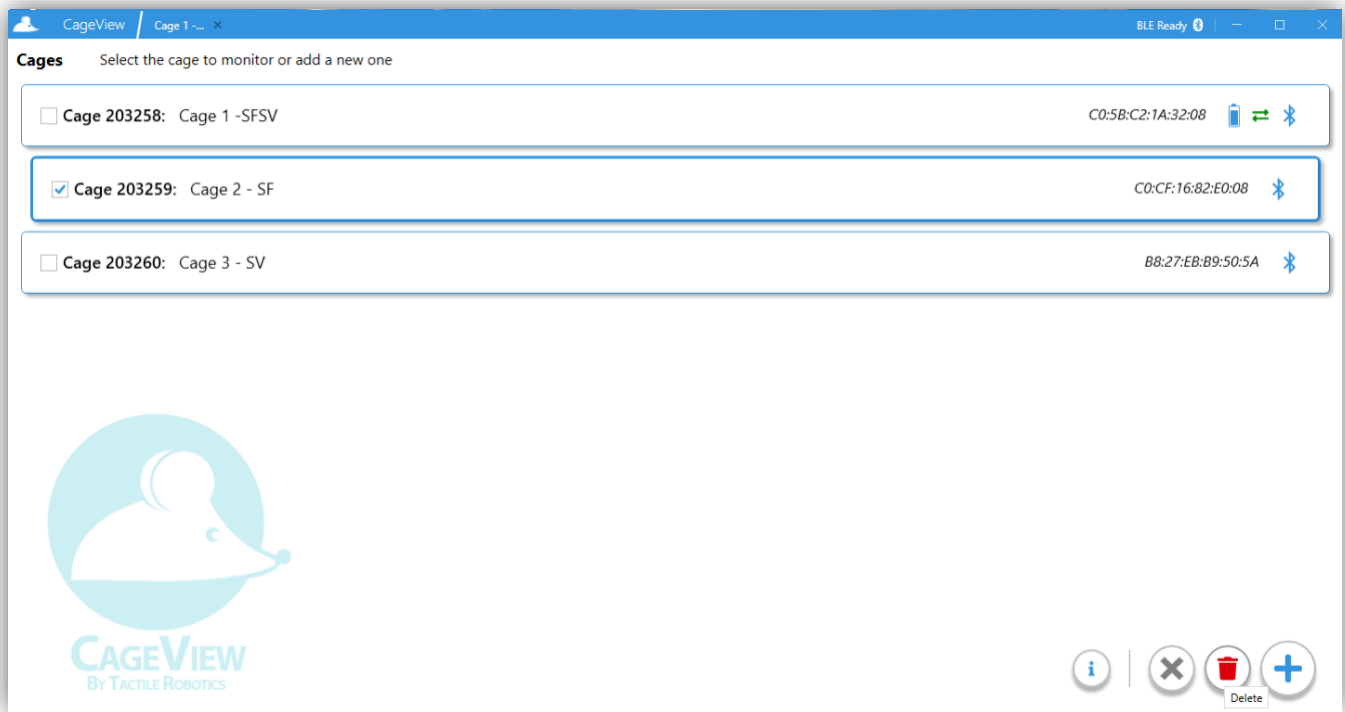 CageView
Cage 1 -...
BLE Ready
Cages Select the cage to monitor or add a new one
Cage 203258: Cage 1 -SFSV C0:5B:C2:1A:32:08
Cage 203259: Cage 2 - SF C0:CF:16:82:E0:08
Cage 203260: Cage 3 - SV B8:27:EB:B9:50:5A
CAGEVIEW
BY TACTILE ROBOTICS
i
Delete